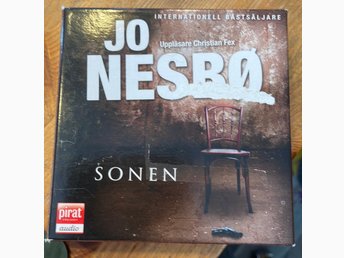 INTERNATIONELL BÄSTSÄLJARE
JO
Uppläsare Christian Fex
NESBØ
SONEN
pirat
audio